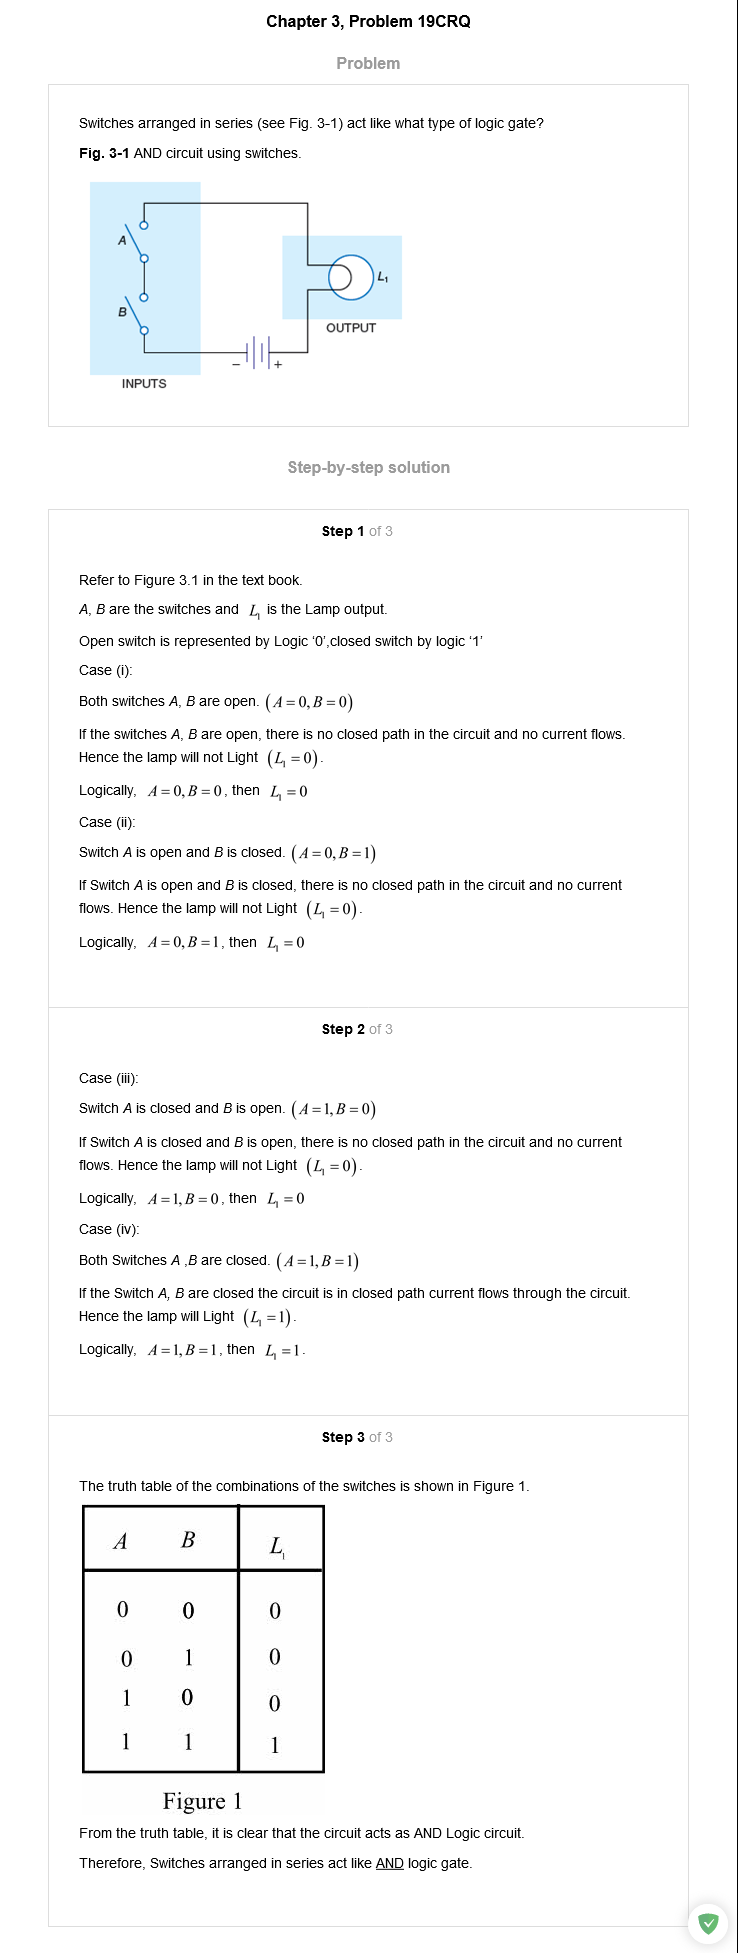 Chapter 3, Problem 19CRQ
Problem
Switches arranged in series (see Fig. 3-1) act like what type of logic gate?
Fig. 3-1 AND circuit using switches.
A
B
L₁
OUTPUT
− +
INPUTS
Step-by-step solution
Step 1 of 3
Refer to Figure 3.1 in the text book.
A, B are the switches and L₁ is the Lamp output.
Open switch is represented by Logic ‘0’,closed switch by logic ‘1’
Case (i):
Both switches A, B are open. (A = 0, B = 0)
If the switches A, B are open, there is no closed path in the circuit and no current flows.
Hence the lamp will not Light (L₁ = 0).
Logically, A = 0, B = 0, then L₁ = 0
Case (ii):
Switch A is open and B is closed. (A = 0, B = 1)
If Switch A is open and B is closed, there is no closed path in the circuit and no current
flows. Hence the lamp will not Light (L₁ = 0).
Logically, A = 0, B = 1, then L₁ = 0
Step 2 of 3
Case (iii):
Switch A is closed and B is open. (A = 1, B = 0)
If Switch A is closed and B is open, there is no closed path in the circuit and no current
flows. Hence the lamp will not Light (L₁ = 0).
Logically, A = 1, B = 0, then L₁ = 0
Case (iv):
Both Switches A ,B are closed. (A = 1, B = 1)
If the Switch A, B are closed the circuit is in closed path current flows through the circuit.
Hence the lamp will Light (L₁ = 1).
Logically, A = 1, B = 1, then L₁ = 1.
Step 3 of 3
The truth table of the combinations of the switches is shown in Figure 1.
A B L₁
0 0 0
0 1 0
1 0 0
1 1 1
Figure 1
From the truth table, it is clear that the circuit acts as AND Logic circuit.
Therefore, Switches arranged in series act like AND logic gate.